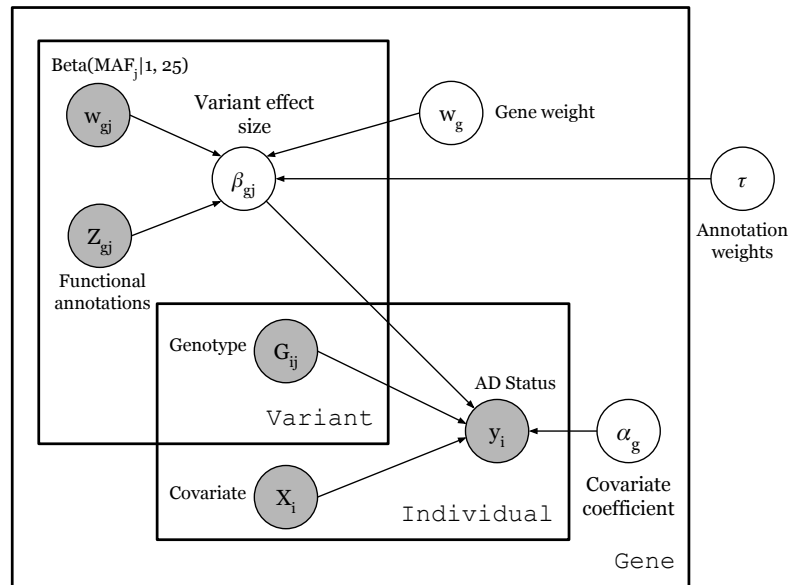 Beta(MAF_j|1, 25)
w_gj
Variant effect
size
w_g
Gene weight
β_gj
τ
Z_gj
Annotation
weights
Functional
annotations
Genotype
G_ij
AD Status
Variant
y_i
α_g
Covariate
X_i
Covariate
coefficient
Individual
Gene